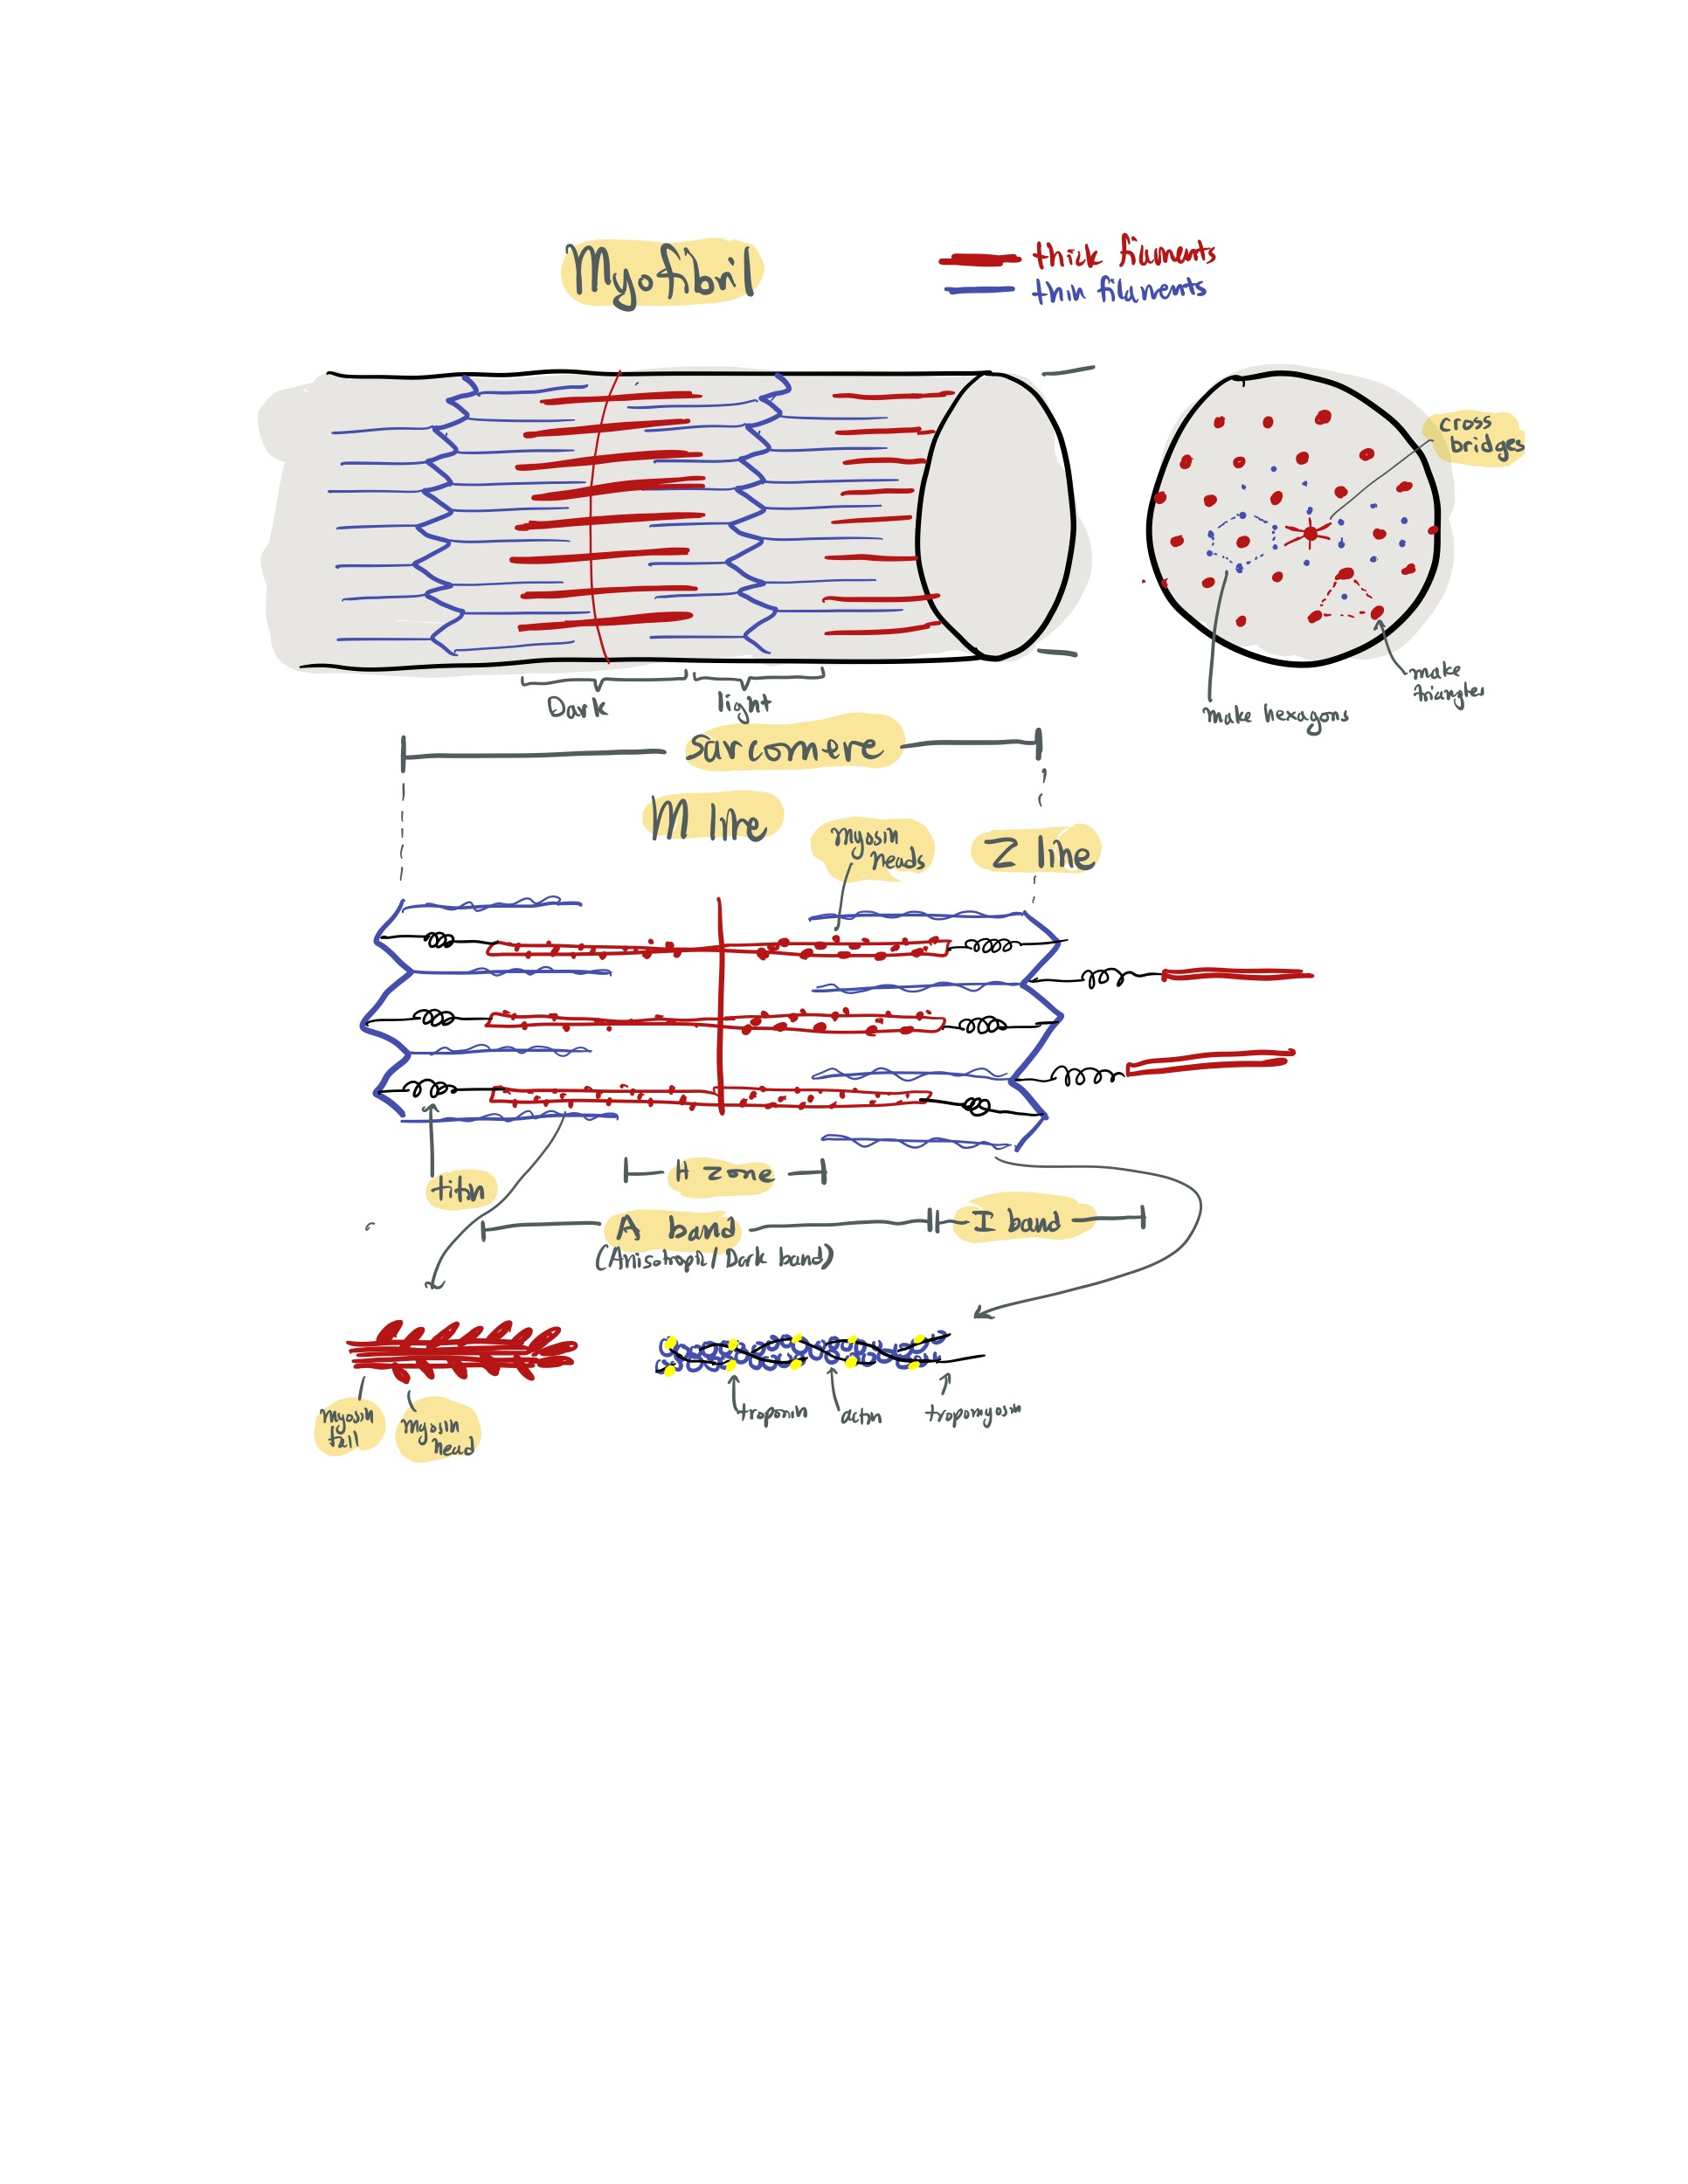 Myofibril
thick filaments
thin filaments
cross
bridges
make
triangles
make hexagons
Dark
light
sarcomere
M line
myosin
heads
Z line
titin
H zone
A band
I band
(Anisotropic/Dark band)
myosin
tail
myosin
head
troponin
actin
tropomyosin